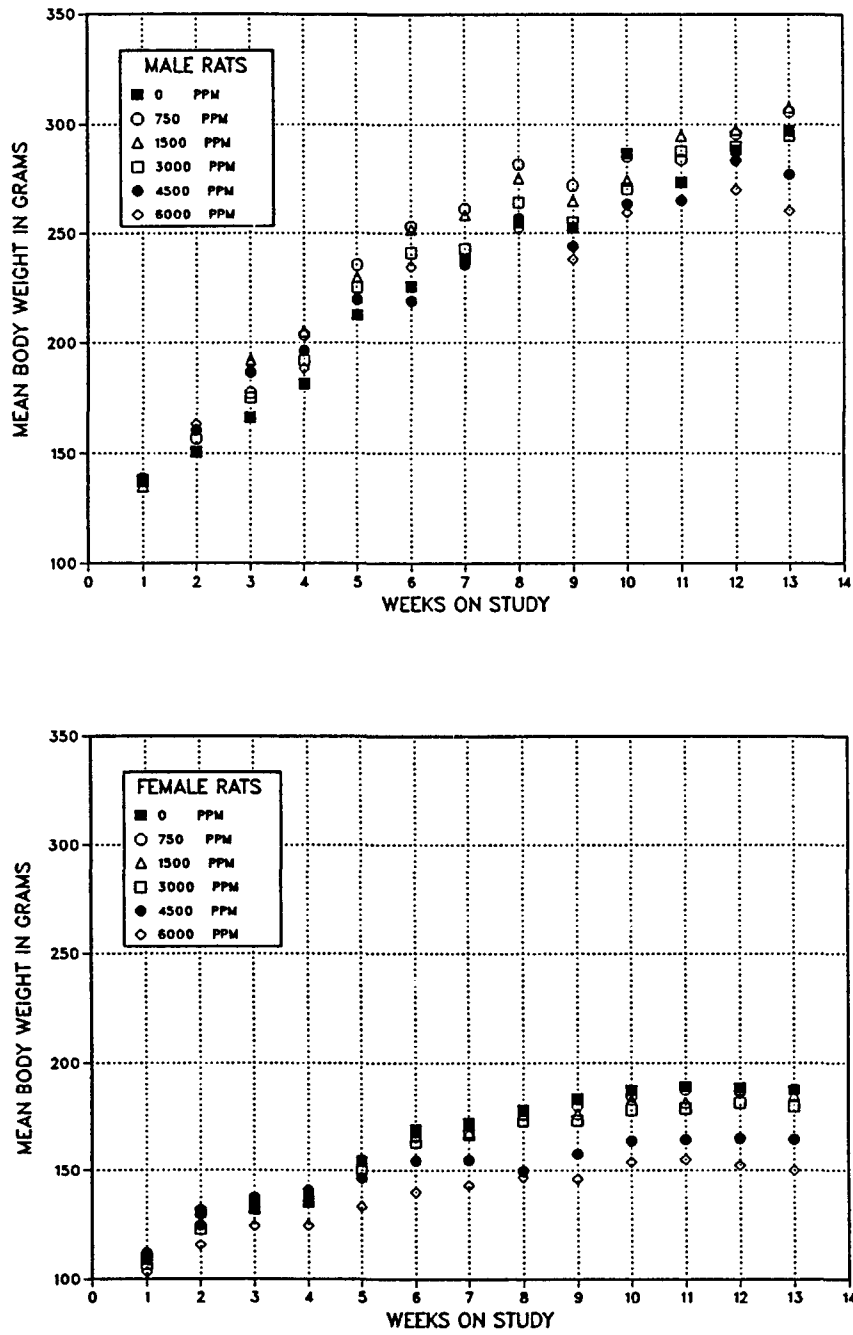 350
300
250
200
150
100
MEAN BODY WEIGHT IN GRAMS
MALE RATS
0 PPM
750 PPM
1500 PPM
3000 PPM
4500 PPM
6000 PPM
0 1 2 3 4 5 6 7 8 9 10 11 12 13 14
WEEKS ON STUDY
350
300
250
200
150
100
MEAN BODY WEIGHT IN GRAMS
FEMALE RATS
0 PPM
750 PPM
1500 PPM
3000 PPM
4500 PPM
6000 PPM
0 1 2 3 4 5 6 7 8 9 10 11 12 13 14
WEEKS ON STUDY